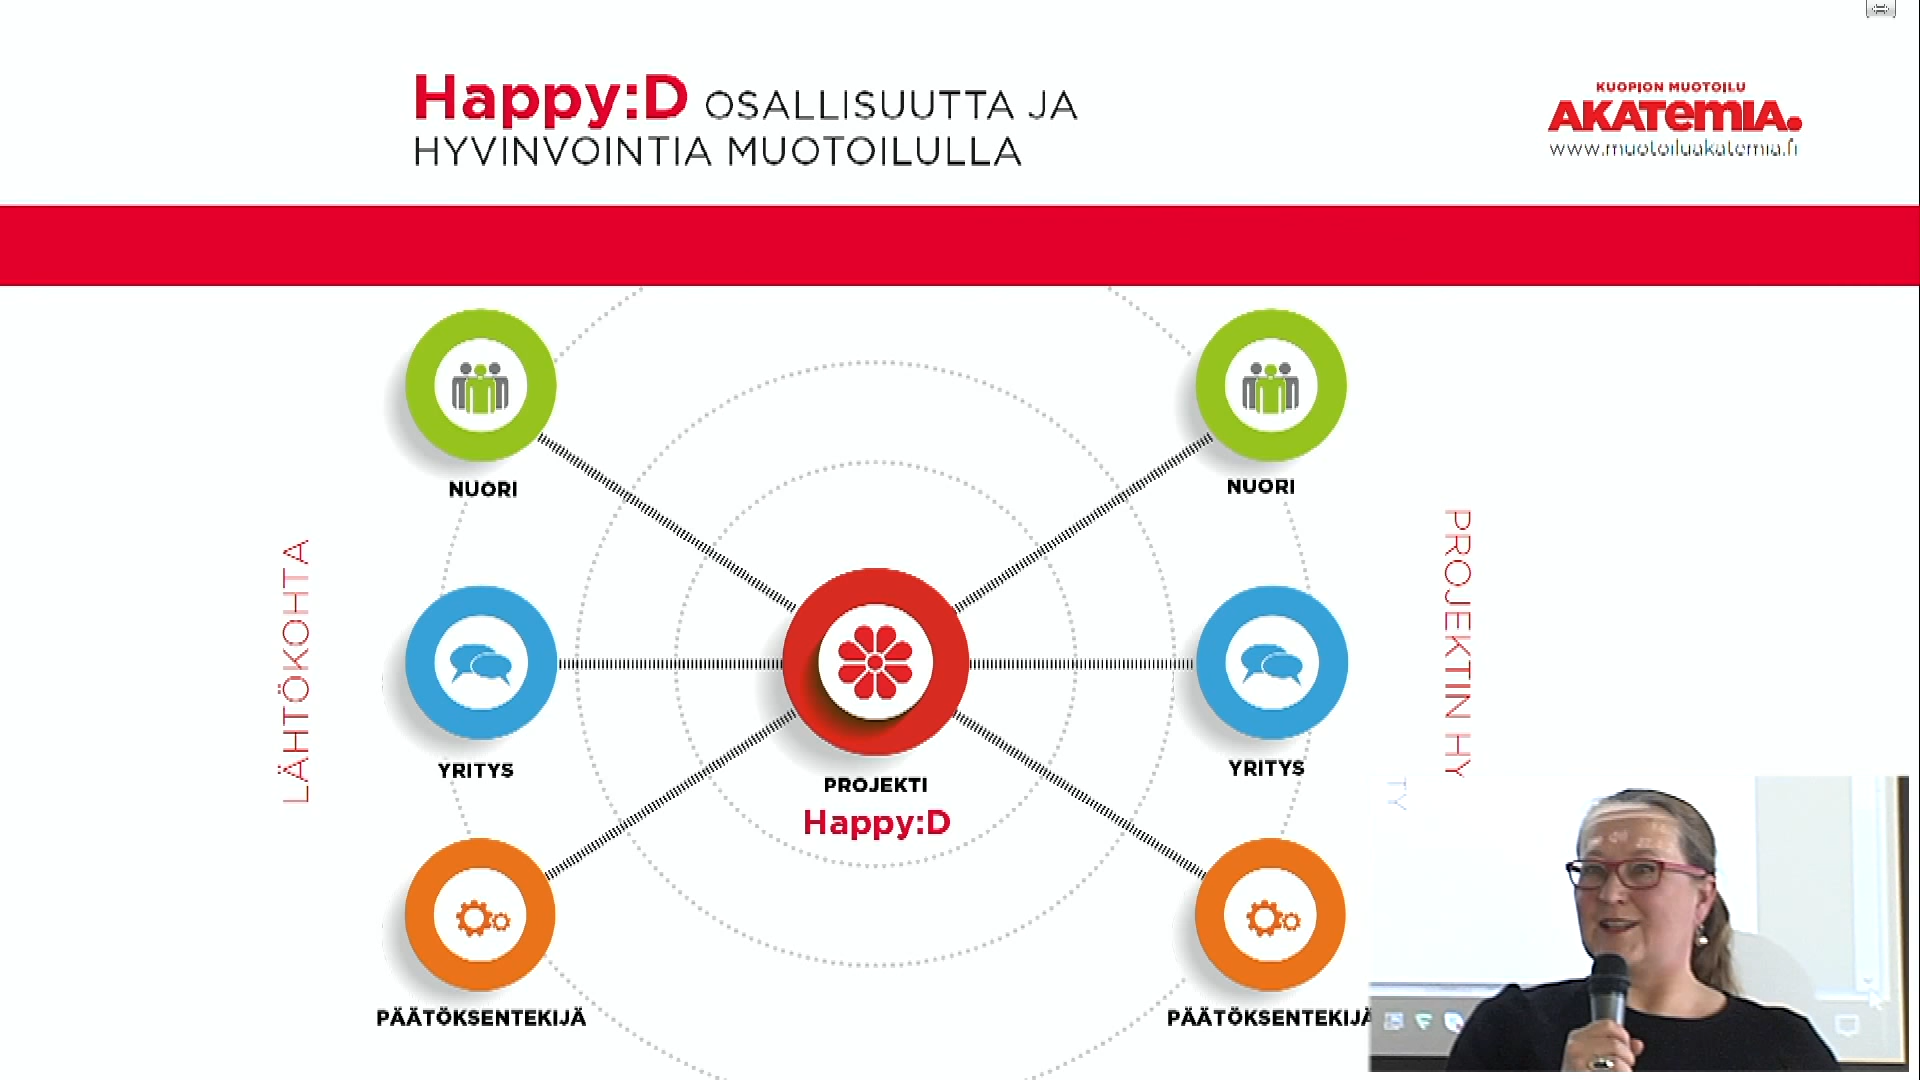 Happy:D OSALLISUUTTA JA
HYVINVOINTIA MUOTOILULLA
KUOPION MUOTOILU
AKATEMIA.
www.muotoiluakatemia.fi
NUORI
NUORI
LÄHTÖKOHTA
PROJEKTIN HY
YRITYS
YRITYS
PROJEKTI
Happy:D
TY
PÄÄTÖKSENTEKIJÄ
PÄÄTÖKSENTEKIJÄ